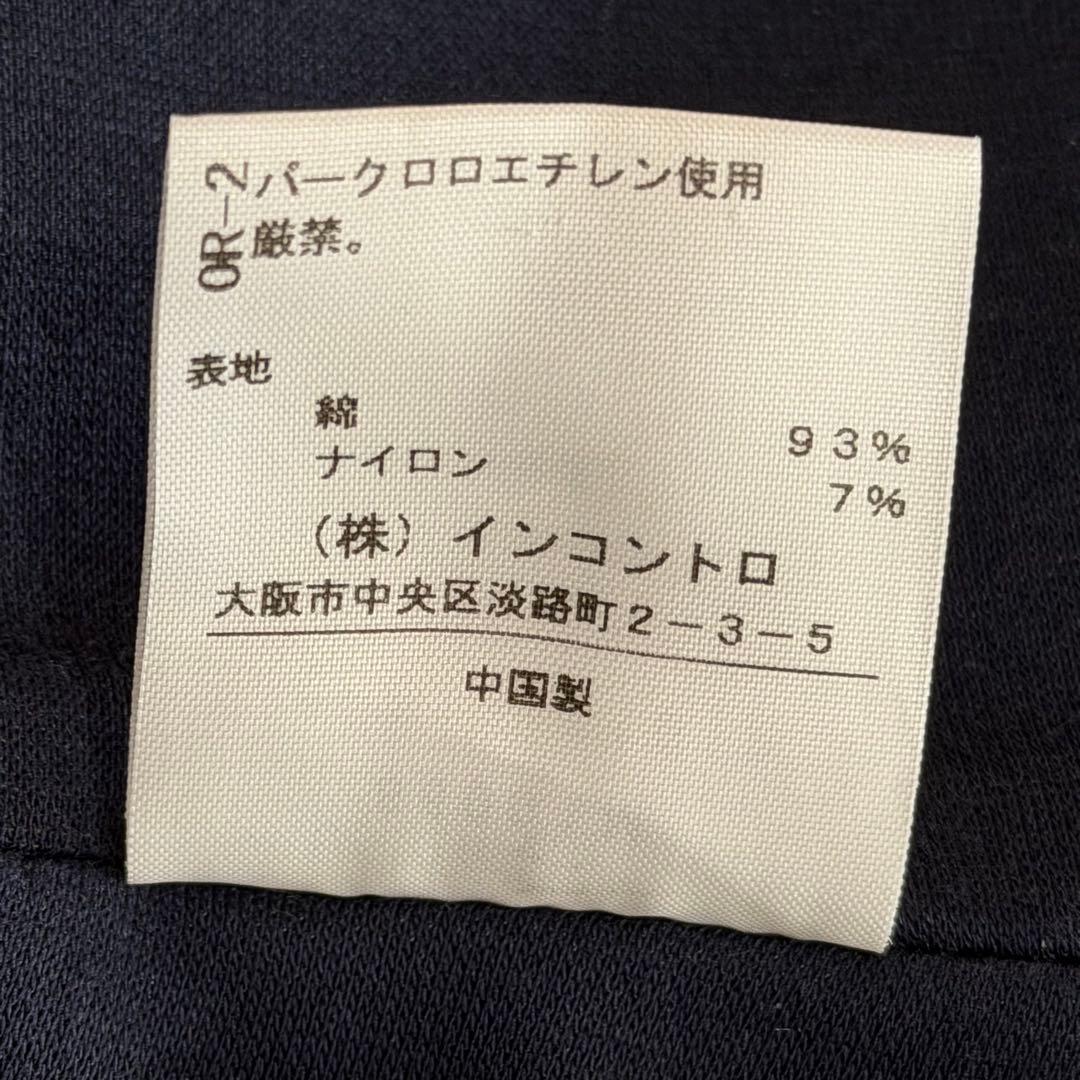 OR-2
パークロロエチレン使用
厳禁。
表地
綿 93%
ナイロン 7%
(株)インコントロ
大阪市中央区淡路町2-3-5
中国製